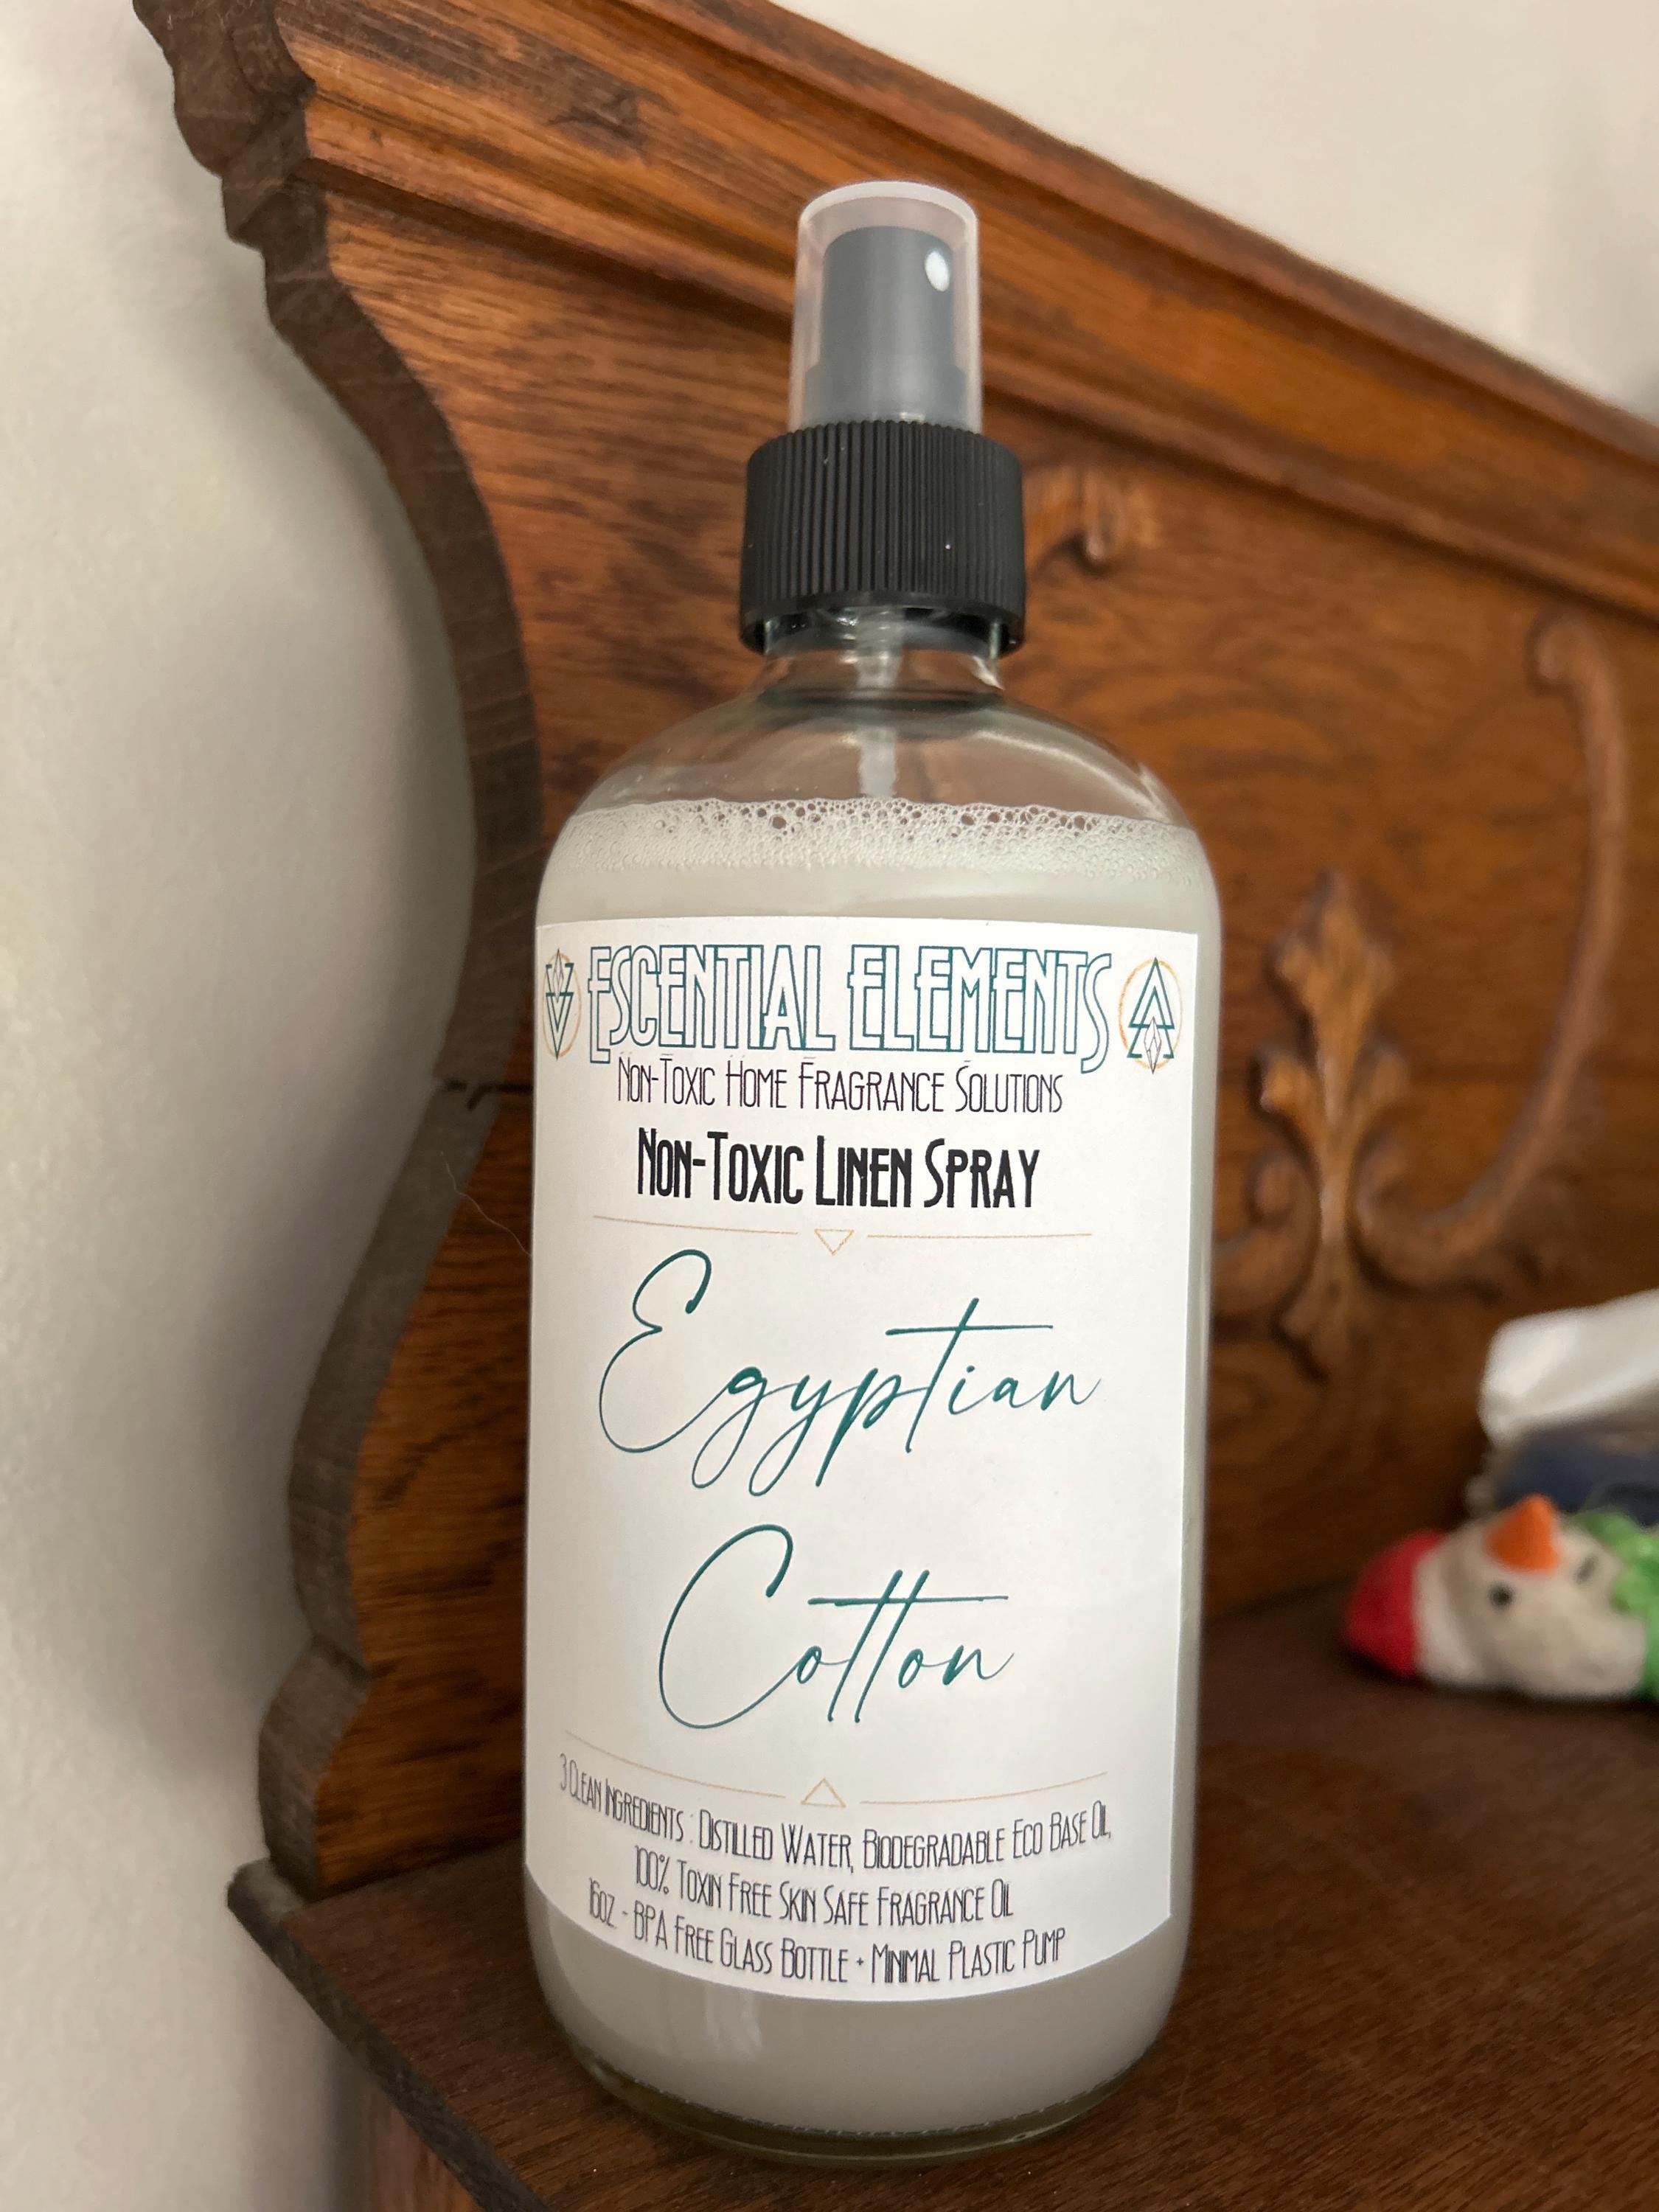 Escential Elements
Non-Toxic Home Fragrance Solutions
Non-Toxic Linen Spray
Egyptian
Cotton
3 Clean Ingredients : Distilled Water, Biodegradable Eco Base Oil,
100% Toxin Free Skin Safe Fragrance Oil
16oz - BPA Free Glass Bottle + Minimal Plastic Pump